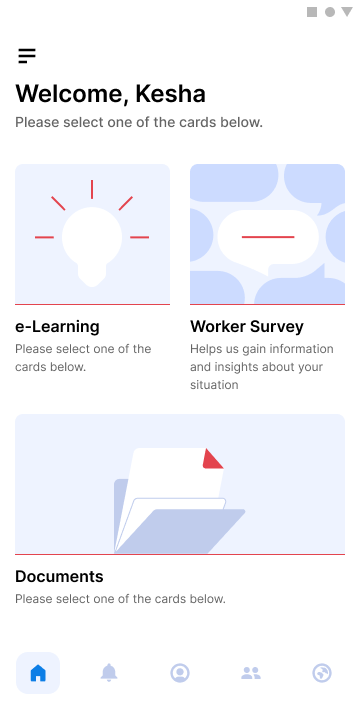 Welcome, Kesha
Please select one of the cards below.
e-Learning
Please select one of the
cards below.
Worker Survey
Helps us gain information
and insights about your
situation
Documents
Please select one of the cards below.